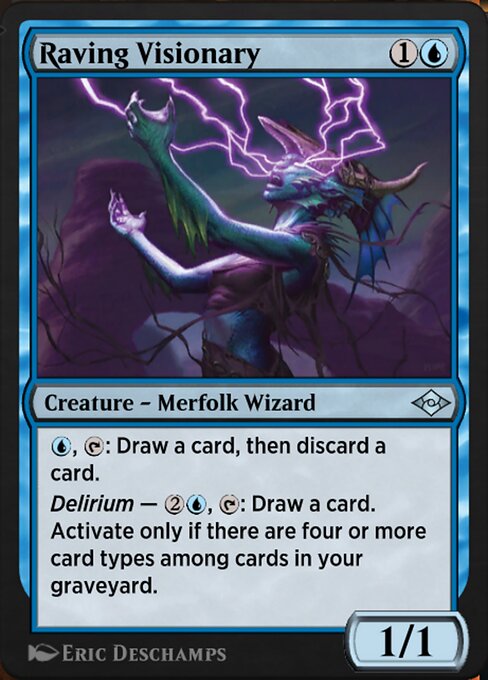 Raving Visionary 1
Creature – Merfolk Wizard
, : Draw a card, then discard a
card.
Delirium — 2 , : Draw a card.
Activate only if there are four or more
card types among cards in your
graveyard.
1/1
Eric Deschamps